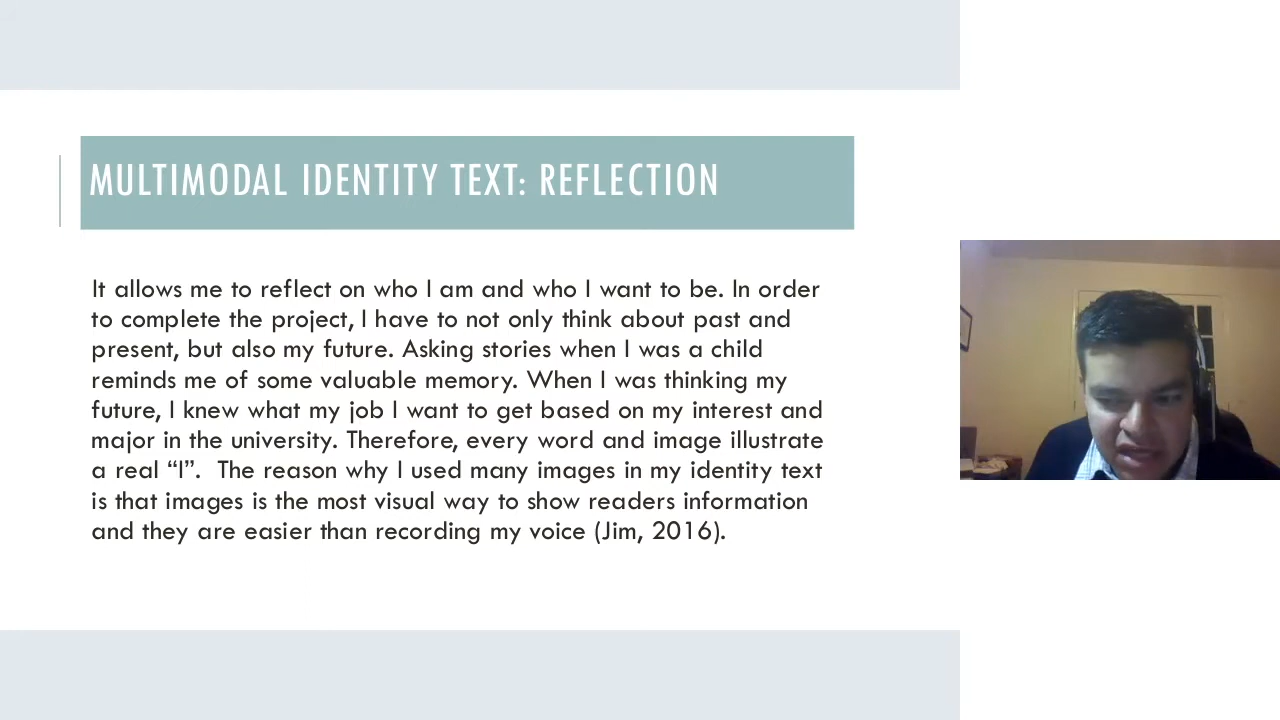 MULTIMODAL IDENTITY TEXT: REFLECTION
It allows me to reflect on who I am and who I want to be. In order
to complete the project, I have to not only think about past and
present, but also my future. Asking stories when I was a child
reminds me of some valuable memory. When I was thinking my
future, I knew what my job I want to get based on my interest and
major in the university. Therefore, every word and image illustrate
a real “I”.  The reason why I used many images in my identity text
is that images is the most visual way to show readers information
and they are easier than recording my voice (Jim, 2016).